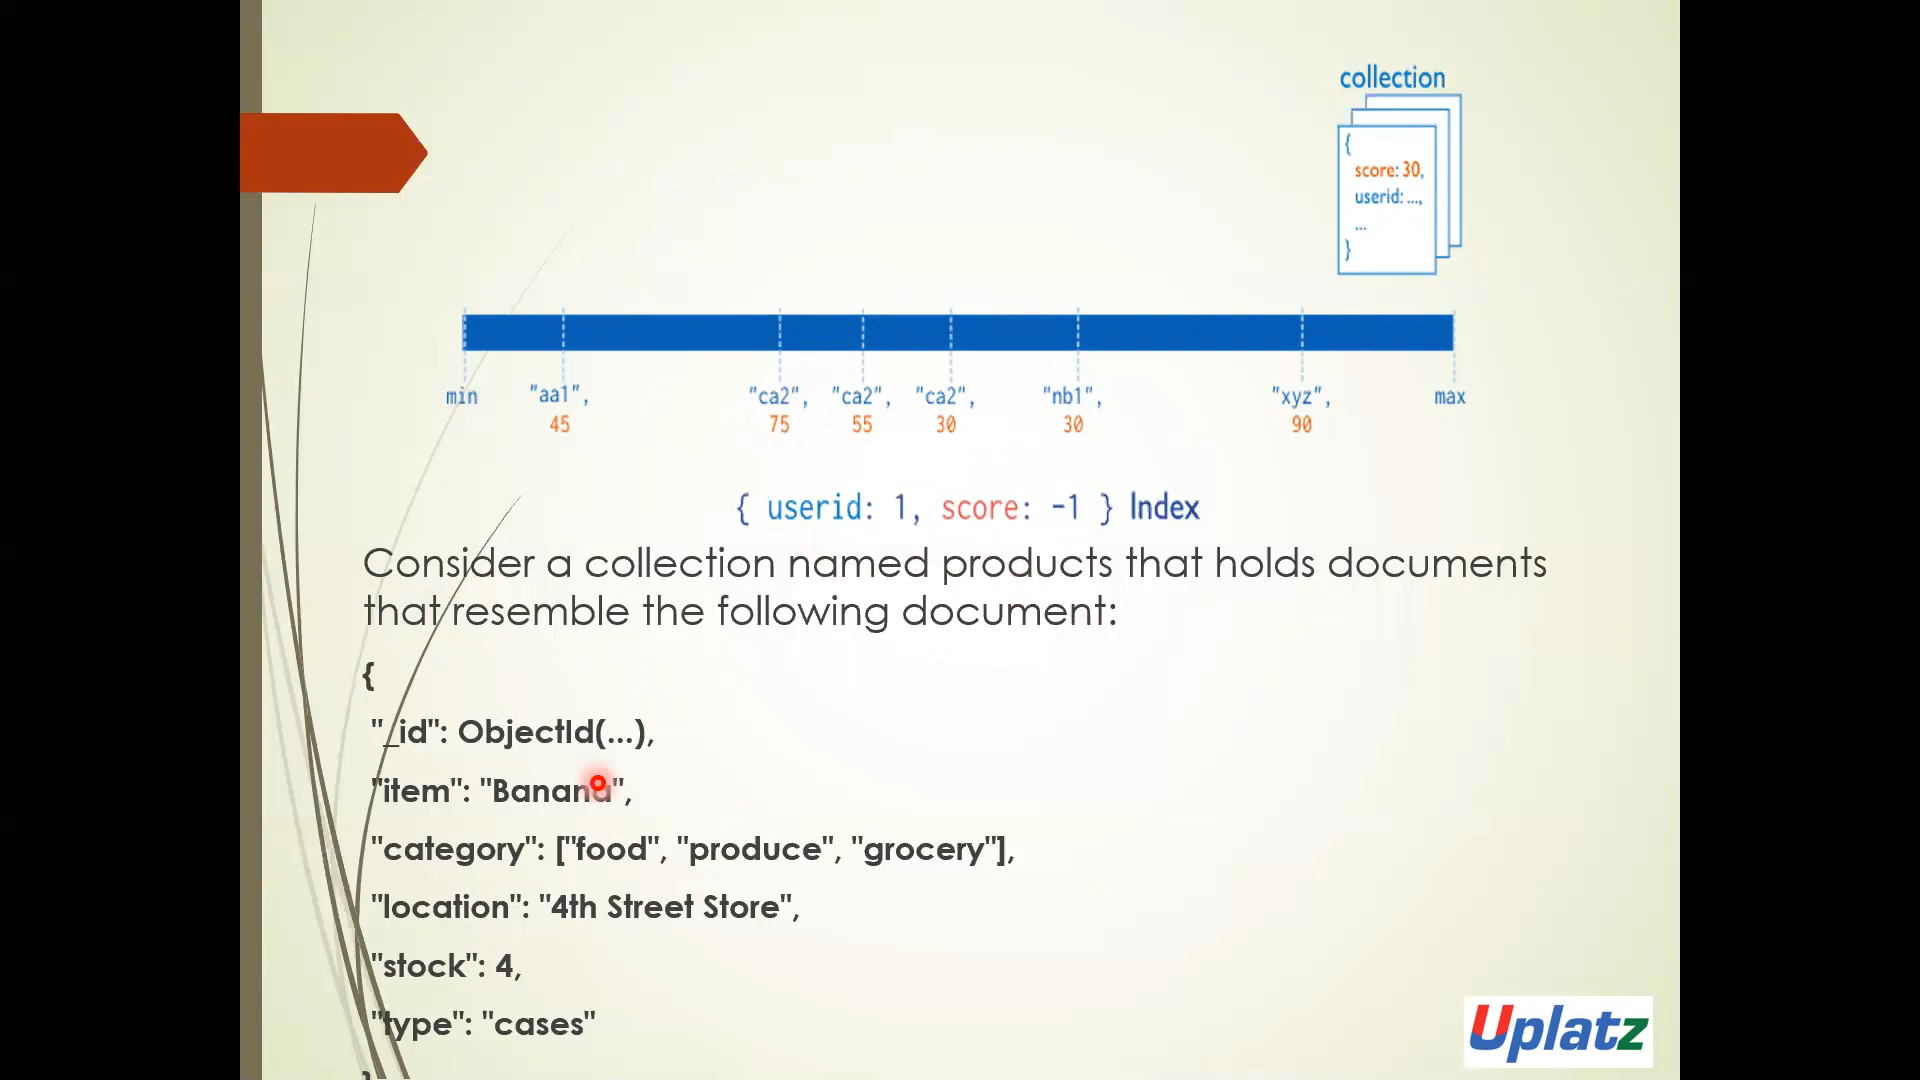 collection
{
score: 30,
userid: ...,
...
}
min "aa1", "ca2", "ca2", "ca2", "nb1", "xyz", max
45 75 55 30 30 90
{ userid: 1, score: -1 } Index
Consider a collection named products that holds documents
that resemble the following document:
{
"_id": ObjectId(...),
"item": "Banana",
"category": ["food", "produce", "grocery"],
"location": "4th Street Store",
"stock": 4,
"type": "cases"
}
Uplatz